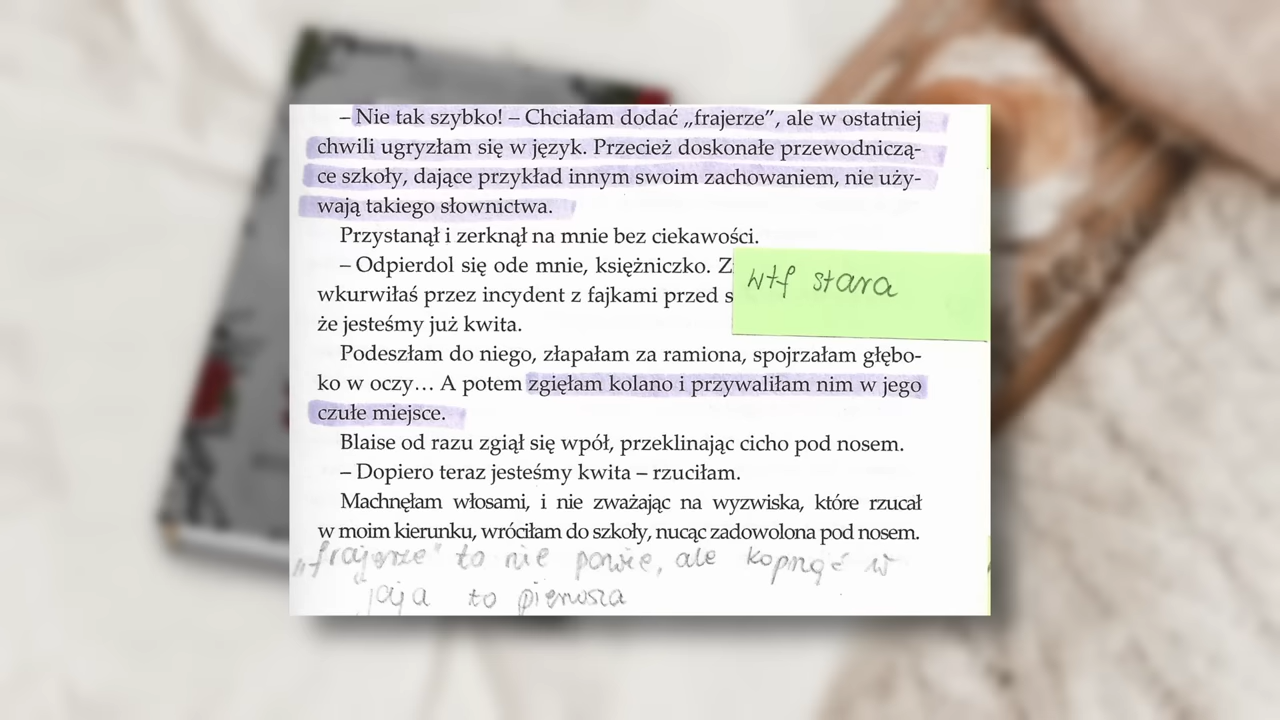 – Nie tak szybko! – Chciałam dodać „frajerze”, ale w ostatniej
chwili ugryzłam się w język. Przecież doskonałe przewodniczą-
ce szkoły, dające przykład innym swoim zachowaniem, nie uży-
wają takiego słownictwa.
Przystanął i zerknął na mnie bez ciekawości.
– Odpierdol się ode mnie, księżniczko. Z
wtf stara
wkurwiłaś przez incydent z fajkami przed s
że jesteśmy już kwita.
Podeszłam do niego, złapałam za ramiona, spojrzałam głębo-
ko w oczy… A potem zgięłam kolano i przywaliłam nim w jego
czułe miejsce.
Blaise od razu zgiął się wpół, przeklinając cicho pod nosem.
– Dopiero teraz jesteśmy kwita – rzuciłam.
Machnęłam włosami, i nie zważając na wyzwiska, które rzucał
w moim kierunku, wróciłam do szkoły, nucąc zadowolona pod nosem.
„frajerze” to nie powie, ale kopnąć w
jaja to pierwsza